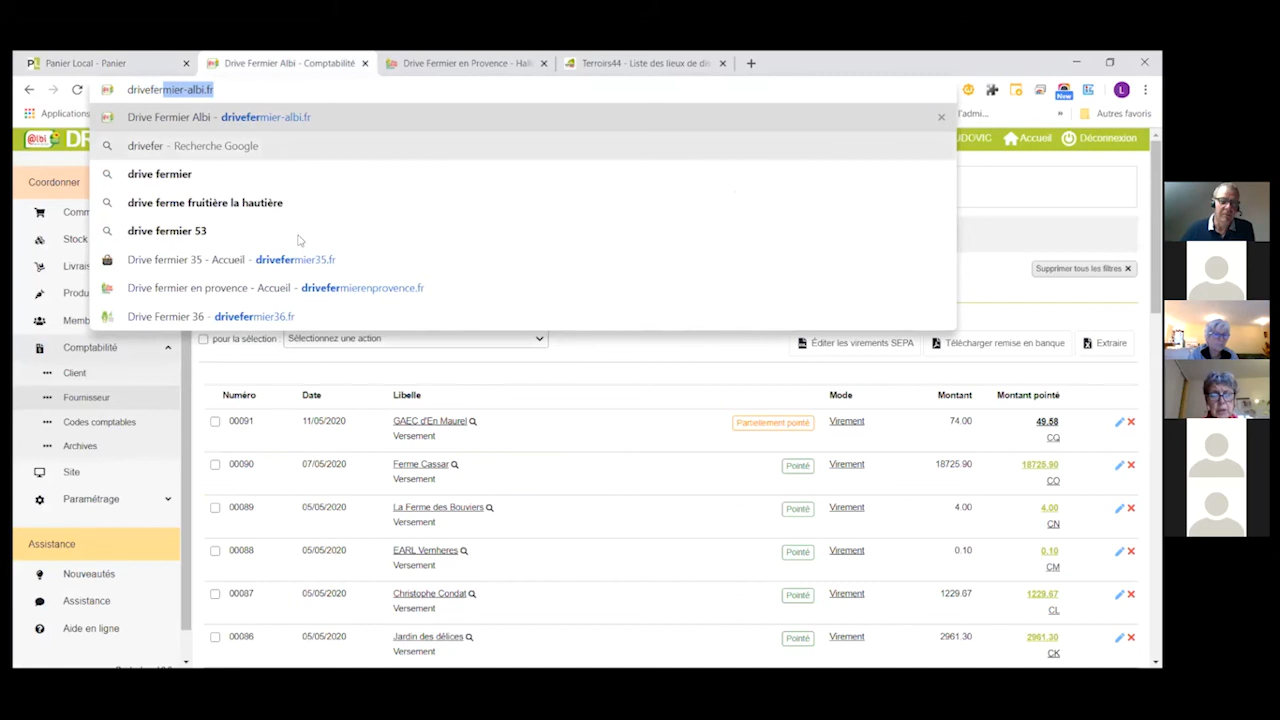 Panier Local - Panier
Drive Fermier Albi - Comptabilité
Drive Fermier en Provence - Hall
Terroirs44 - Liste des lieux de di
drivefermier-albi.fr
New
Applications
l'admi...
»
Autres favoris
Drive Fermier Albi - drivefermier-albi.fr
drivefer - Recherche Google
drive fermier
drive ferme fruitière la hautière
drive fermier 53
Drive fermier 35 - Accueil - drivefermier35.fr
Drive fermier en provence - Accueil - drivefermierenprovence.fr
Drive Fermier 36 - drivefermier36.fr
@lbi DR
DOVIC
Accueil
Déconnexion
Coordonner
Comm
Stock
Livrais
Produ
Memb
Comptabilité
Client
Fournisseur
Codes comptables
Archives
Site
Paramétrage
Assistance
Nouveautés
Assistance
Aide en ligne
Supprimer tous les filtres
pour la sélection
Sélectionnez une action
Éditer les virements SEPA
Télécharger remise en banque
Extraire
Numéro Date Libelle Mode Montant Montant pointé
00091 11/05/2020 GAEC d'En Maurel Partiellement pointé Virement 74.00 49.58
Versement CQ
00090 07/05/2020 Ferme Cassar Pointé Virement 18725.90 18725.90
Versement CO
00089 05/05/2020 La Ferme des Bouviers Pointé Virement 4.00 4.00
Versement CN
00088 05/05/2020 EARL Vernheres Pointé Virement 0.10 0.10
Versement CM
00087 05/05/2020 Christophe Condat Pointé Virement 1229.67 1229.67
Versement CL
00086 05/05/2020 Jardin des délices Pointé Virement 2961.30 2961.30
Versement CK